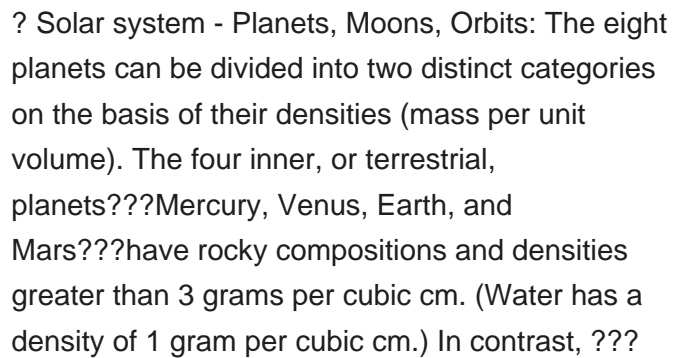 ? Solar system - Planets, Moons, Orbits: The eight
planets can be divided into two distinct categories
on the basis of their densities (mass per unit
volume). The four inner, or terrestrial,
planets???Mercury, Venus, Earth, and
Mars???have rocky compositions and densities
greater than 3 grams per cubic cm. (Water has a
density of 1 gram per cubic cm.) In contrast, ???